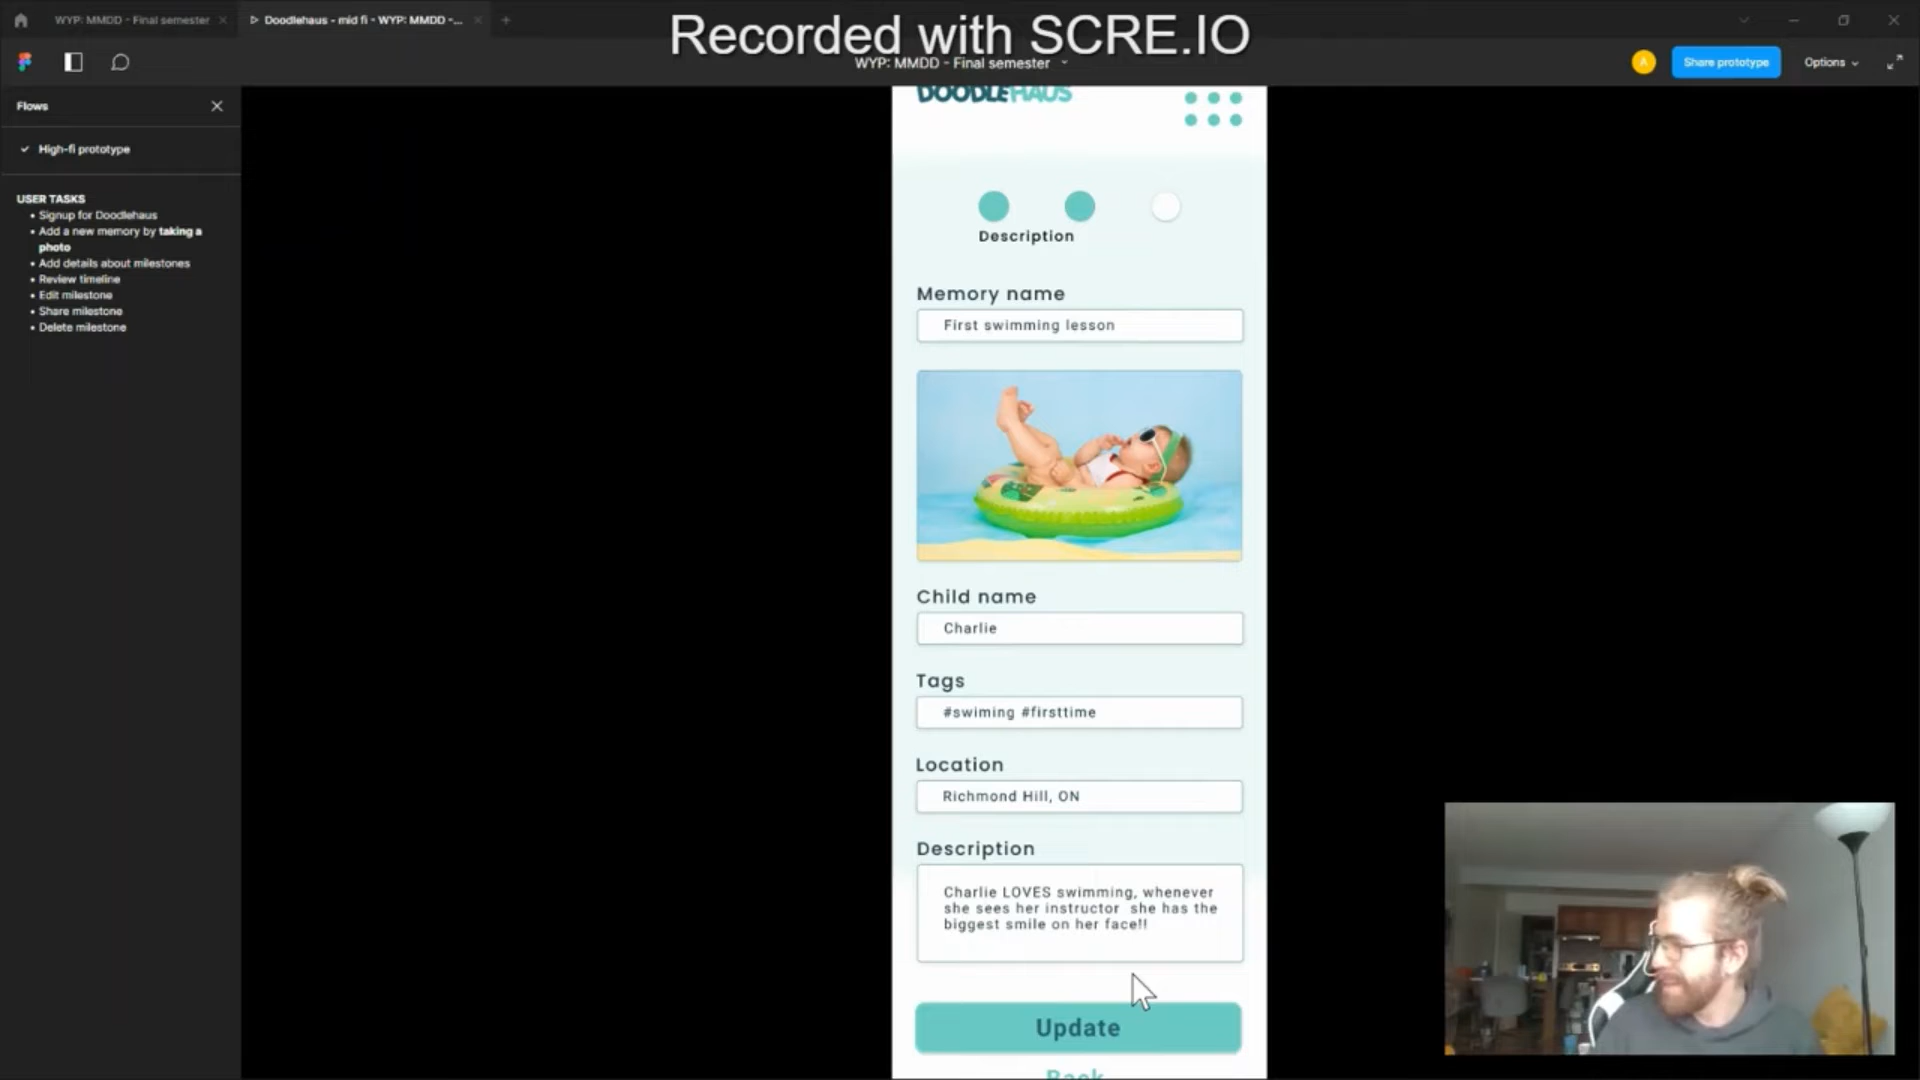 WYP: MMDD - Final semester
Doodlehaus - mid fi - WYP: MMDD -...
Recorded with SCRE.IO
WYP: MMDD - Final semester
A
Share prototype
Options
Flows
High-fi prototype
USER TASKS
• Signup for Doodlehaus
• Add a new memory by taking a
photo
• Add details about milestones
• Review timeline
• Edit milestone
• Share milestone
• Delete milestone
DOODLEHAUS
Description
Memory name
First swimming lesson
Child name
Charlie
Tags
#swiming #firsttime
Location
Richmond Hill, ON
Description
Charlie LOVES swimming, whenever
she sees her instructor she has the
biggest smile on her face!!
Update
Back